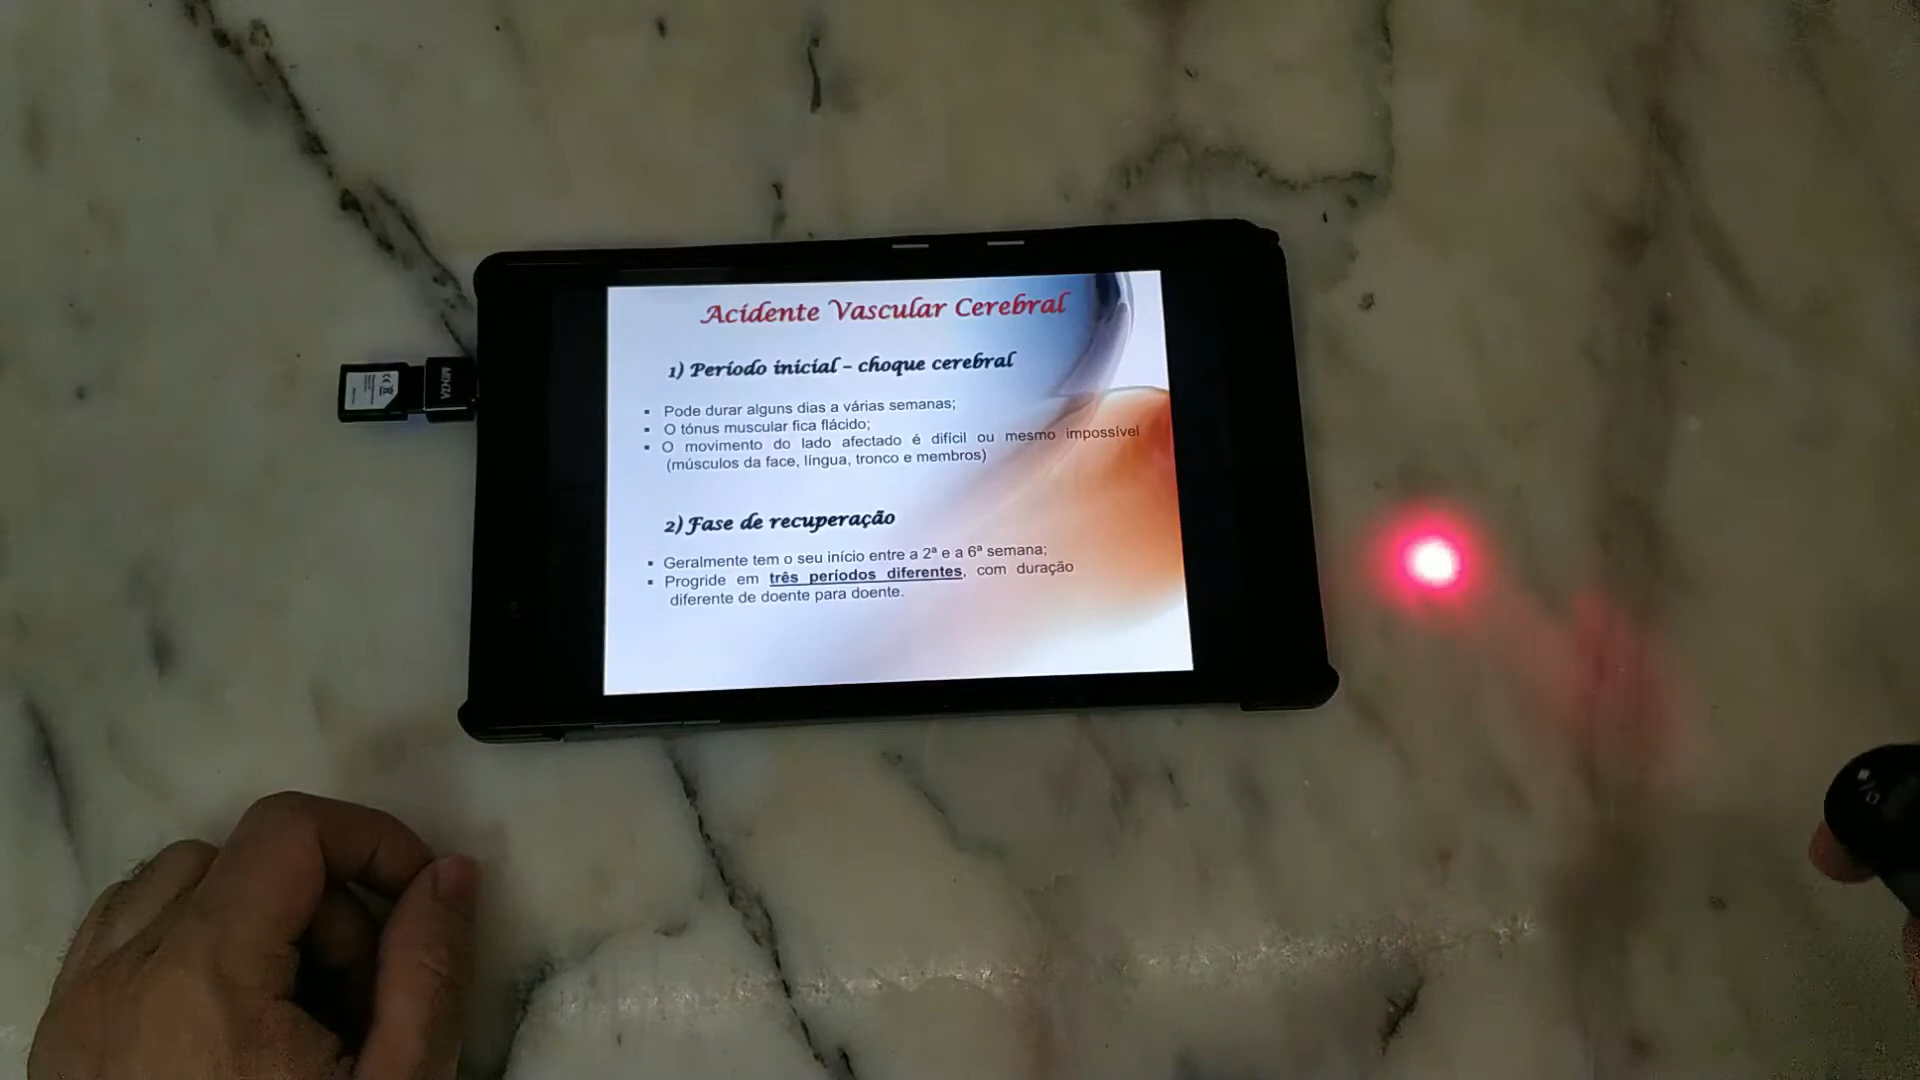 Acidente Vascular Cerebral
1) Período inicial – choque cerebral
▪ Pode durar alguns dias a várias semanas;
▪ O tónus muscular fica flácido;
▪ O movimento do lado afectado é difícil ou mesmo impossível
(músculos da face, língua, tronco e membros)
2) Fase de recuperação
▪ Geralmente tem o seu início entre a 2ª e a 6ª semana;
▪ Progride em três períodos diferentes, com duração
diferente de doente para doente.
MIXZA
CE